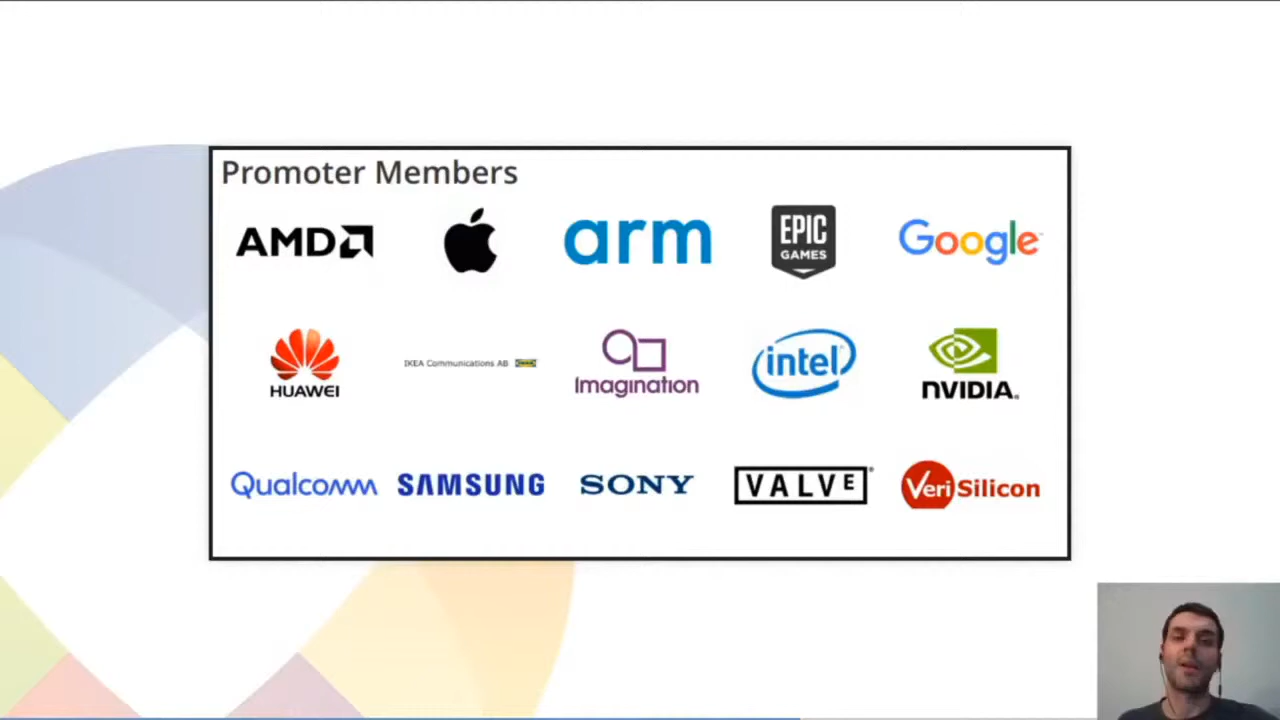 Promoter Members
AMD arm EPIC GAMES Google
HUAWEI IKEA Communications AB IKEA Imagination intel NVIDIA.
Qualcomm SAMSUNG SONY VALVE® VeriSilicon